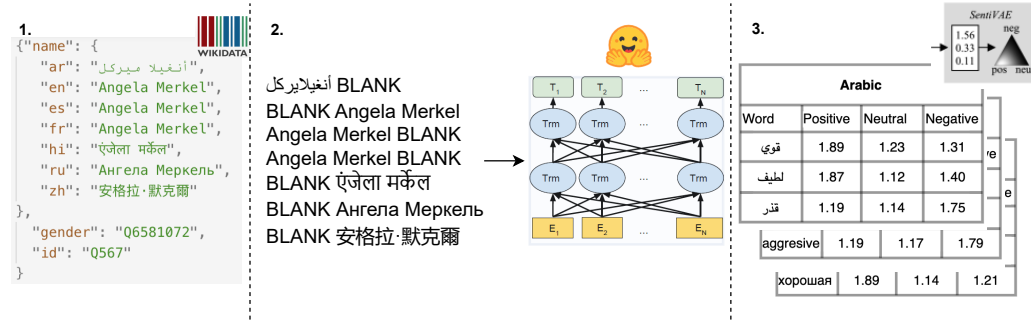 1.
{"name": {
"ar": "أنغيلا ميركل",
"en": "Angela Merkel",
"es": "Angela Merkel",
"fr": "Angela Merkel",
"hi": "एंजेला मर्केल",
"ru": "Ангела Меркель",
"zh": "安格拉·默克爾"
},
"gender": "Q6581072",
"id": "Q567"
}
WIKIDATA
2.
أنغيلايركل BLANK
BLANK Angela Merkel
Angela Merkel BLANK
Angela Merkel BLANK
BLANK एंजेला मर्केल
BLANK Ангела Меркель
BLANK 安格拉·默克爾
T1 T2 ... TN
Trm Trm ... Trm
Trm Trm ... Trm
E1 E2 ... EN
3.
SentiVAE
1.56
0.33
0.11
neg
pos neu
Arabic
Word Positive Neutral Negative
قوي 1.89 1.23 1.31
لطيف 1.87 1.12 1.40
قذر 1.19 1.14 1.75
ve
e
aggresive 1.19 1.17 1.79
хорошая 1.89 1.14 1.21